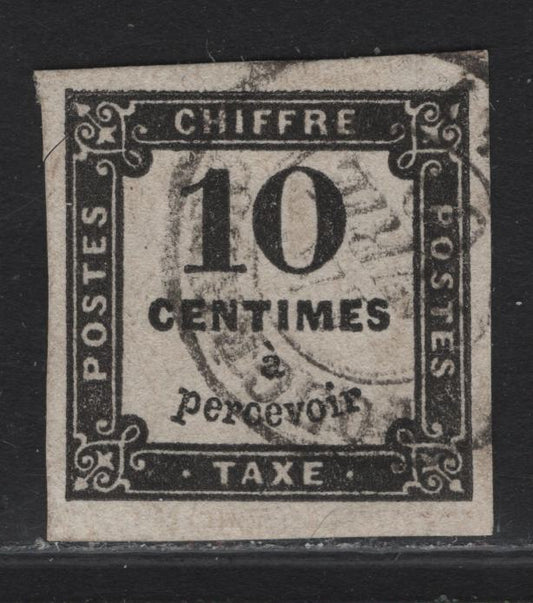 CHIFFRE
POSTES
10
CENTIMES
à
percevoir
POSTES
· TAXE ·